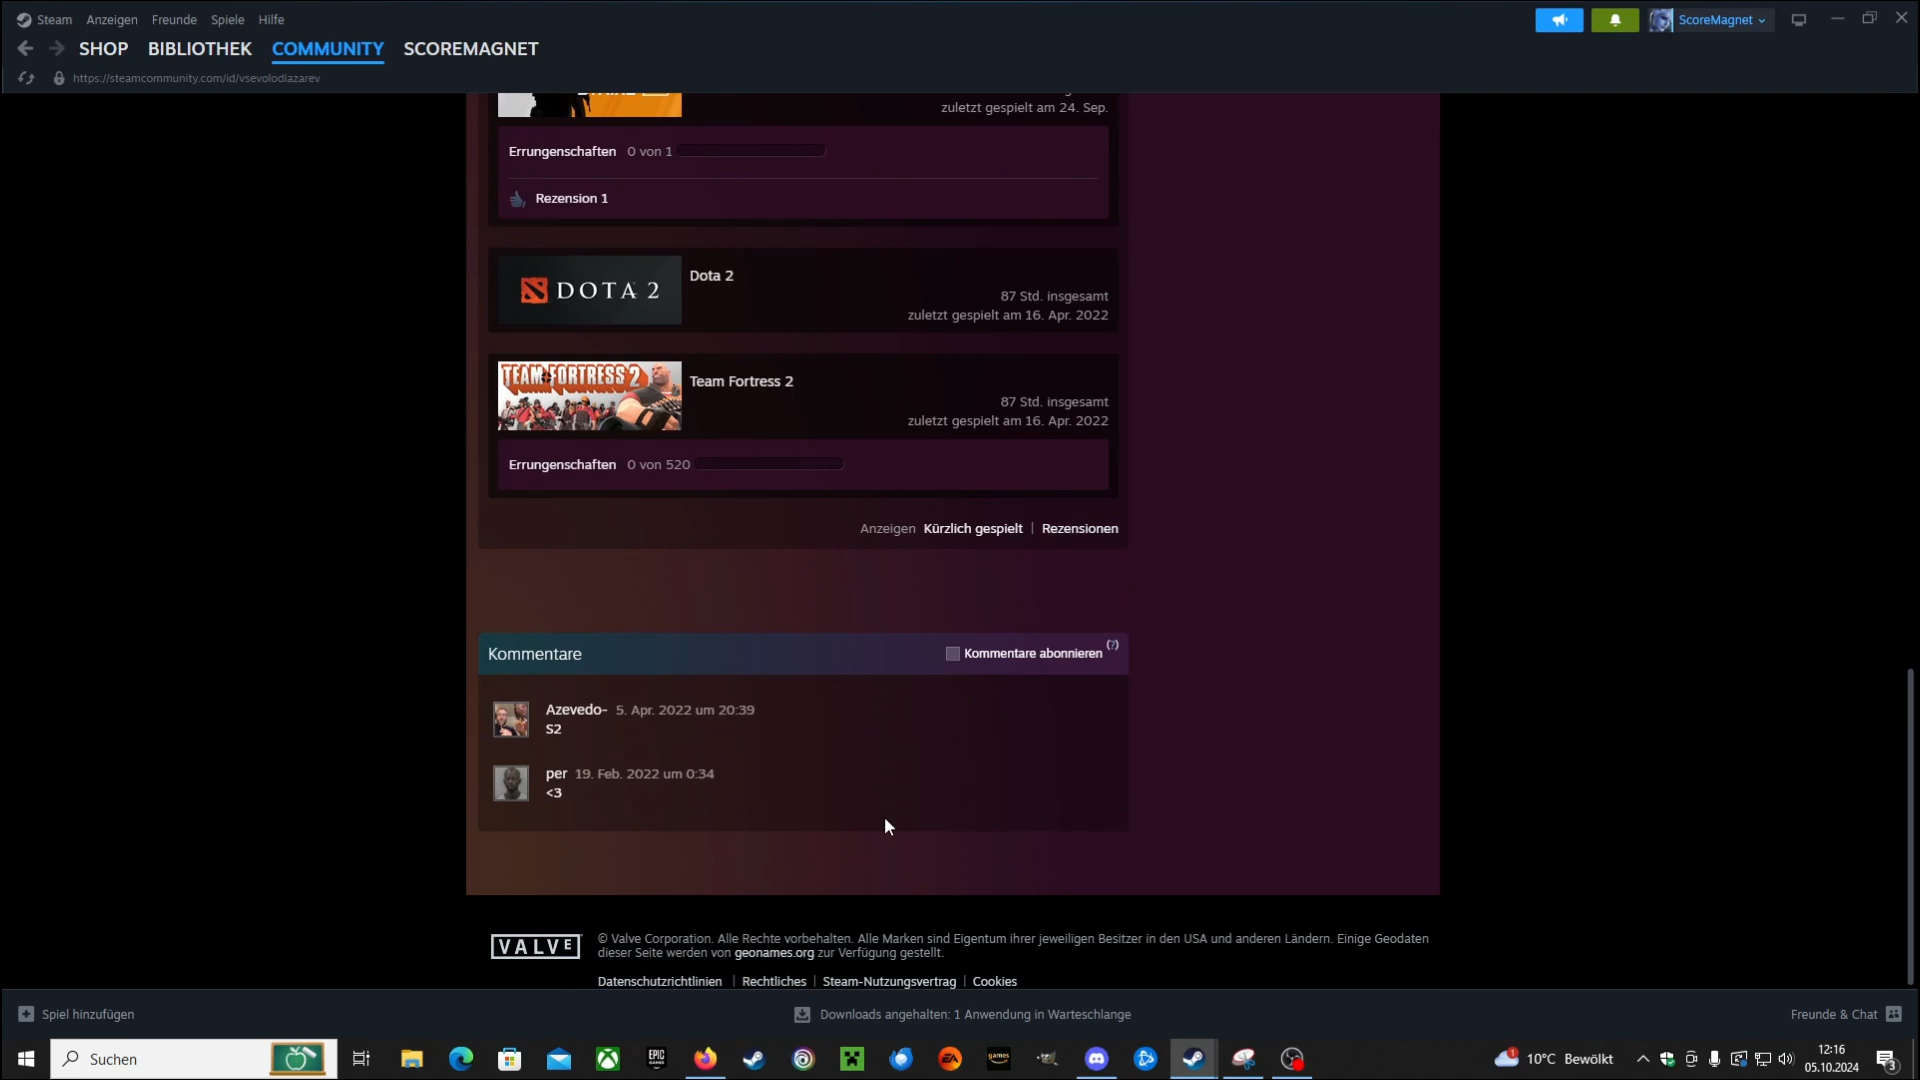 Steam Anzeigen Freunde Spiele Hilfe
ScoreMagnet
SHOP BIBLIOTHEK COMMUNITY SCOREMAGNET
https://steamcommunity.com/id/vsevolodlazarev
zuletzt gespielt am 24. Sep.
Errungenschaften 0 von 1
Rezension 1
DOTA 2
Dota 2
87 Std. insgesamt
zuletzt gespielt am 16. Apr. 2022
TEAM FORTRESS 2
Team Fortress 2
87 Std. insgesamt
zuletzt gespielt am 16. Apr. 2022
Errungenschaften 0 von 520
Anzeigen Kürzlich gespielt | Rezensionen
Kommentare
Kommentare abonnieren (?)
Azevedo- 5. Apr. 2022 um 20:39
S2
per 19. Feb. 2022 um 0:34
<3
VALVE
© Valve Corporation. Alle Rechte vorbehalten. Alle Marken sind Eigentum ihrer jeweiligen Besitzer in den USA und anderen Ländern. Einige Geodaten
dieser Seite werden von geonames.org zur Verfügung gestellt.
Datenschutzrichtlinien | Rechtliches | Steam-Nutzungsvertrag | Cookies
Spiel hinzufügen
Downloads angehalten: 1 Anwendung in Warteschlange
Freunde & Chat
Suchen
EPIC
EA
games
1
10°C Bewölkt
12:16
05.10.2024
3